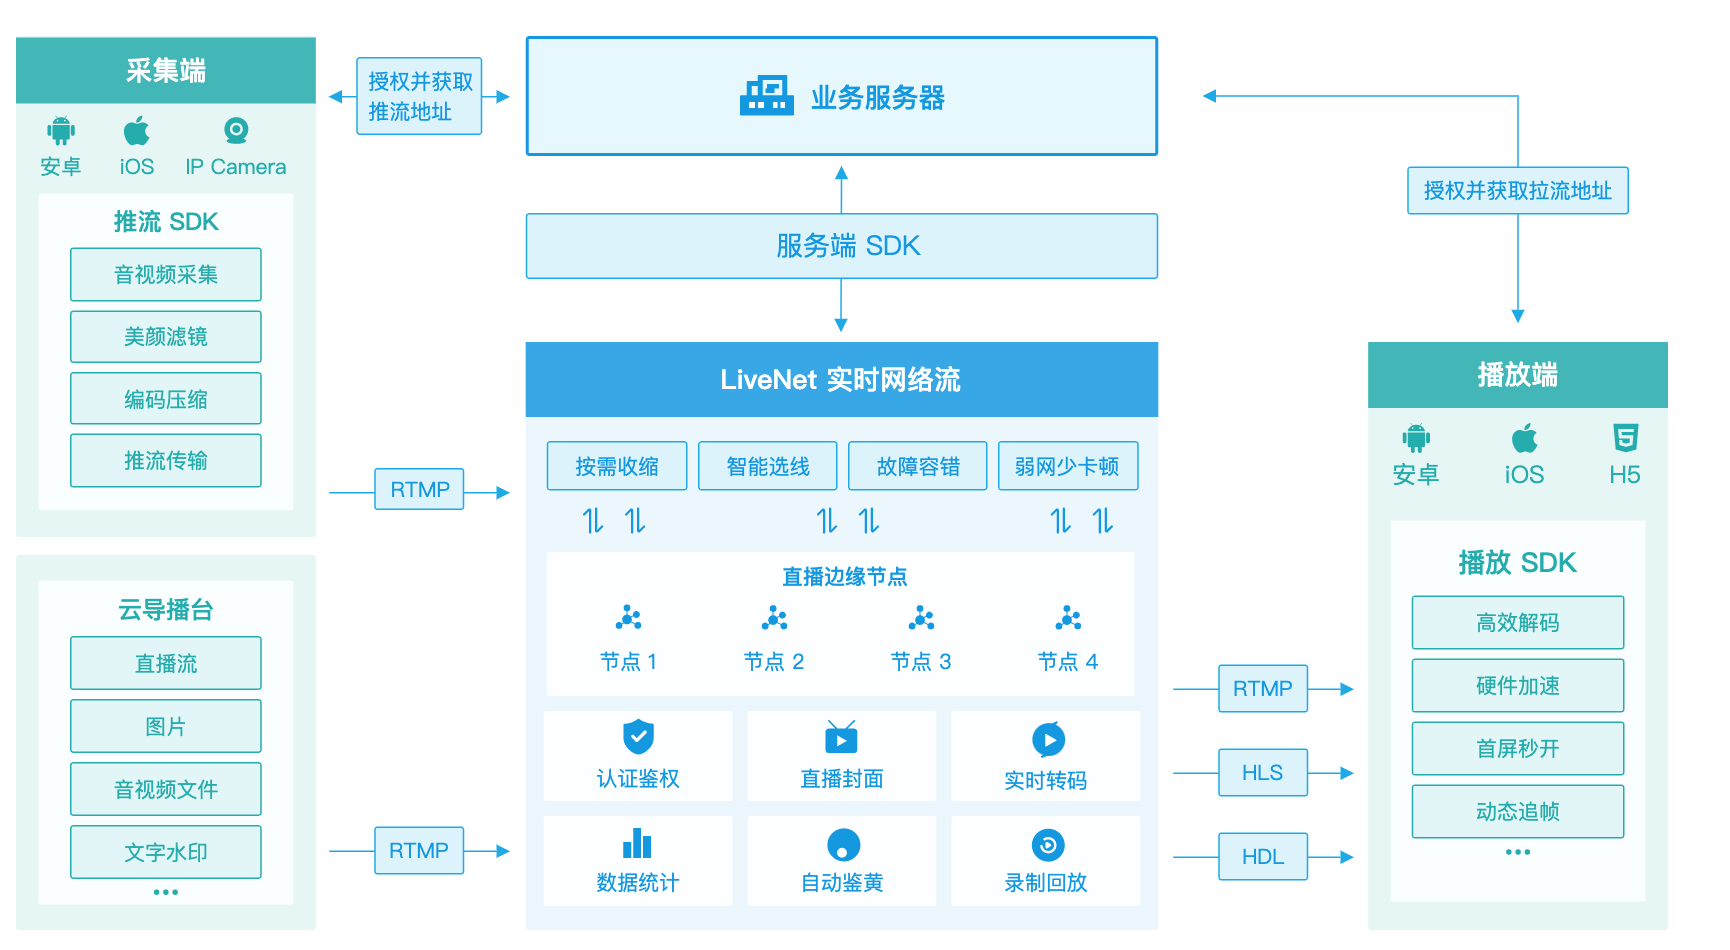 采集端
安卓
iOS
IP Camera
推流 SDK
音视频采集
美颜滤镜
编码压缩
推流传输
云导播台
直播流
图片
音视频文件
文字水印
•••
授权并获取
推流地址
RTMP
RTMP
业务服务器
服务端 SDK
LiveNet 实时网络流
按需收缩
智能选线
故障容错
弱网少卡顿
直播边缘节点
节点 1
节点 2
节点 3
节点 4
认证鉴权
直播封面
实时转码
数据统计
自动鉴黄
录制回放
授权并获取拉流地址
RTMP
HLS
HDL
播放端
安卓
iOS
5
H5
播放 SDK
高效解码
硬件加速
首屏秒开
动态追帧
•••